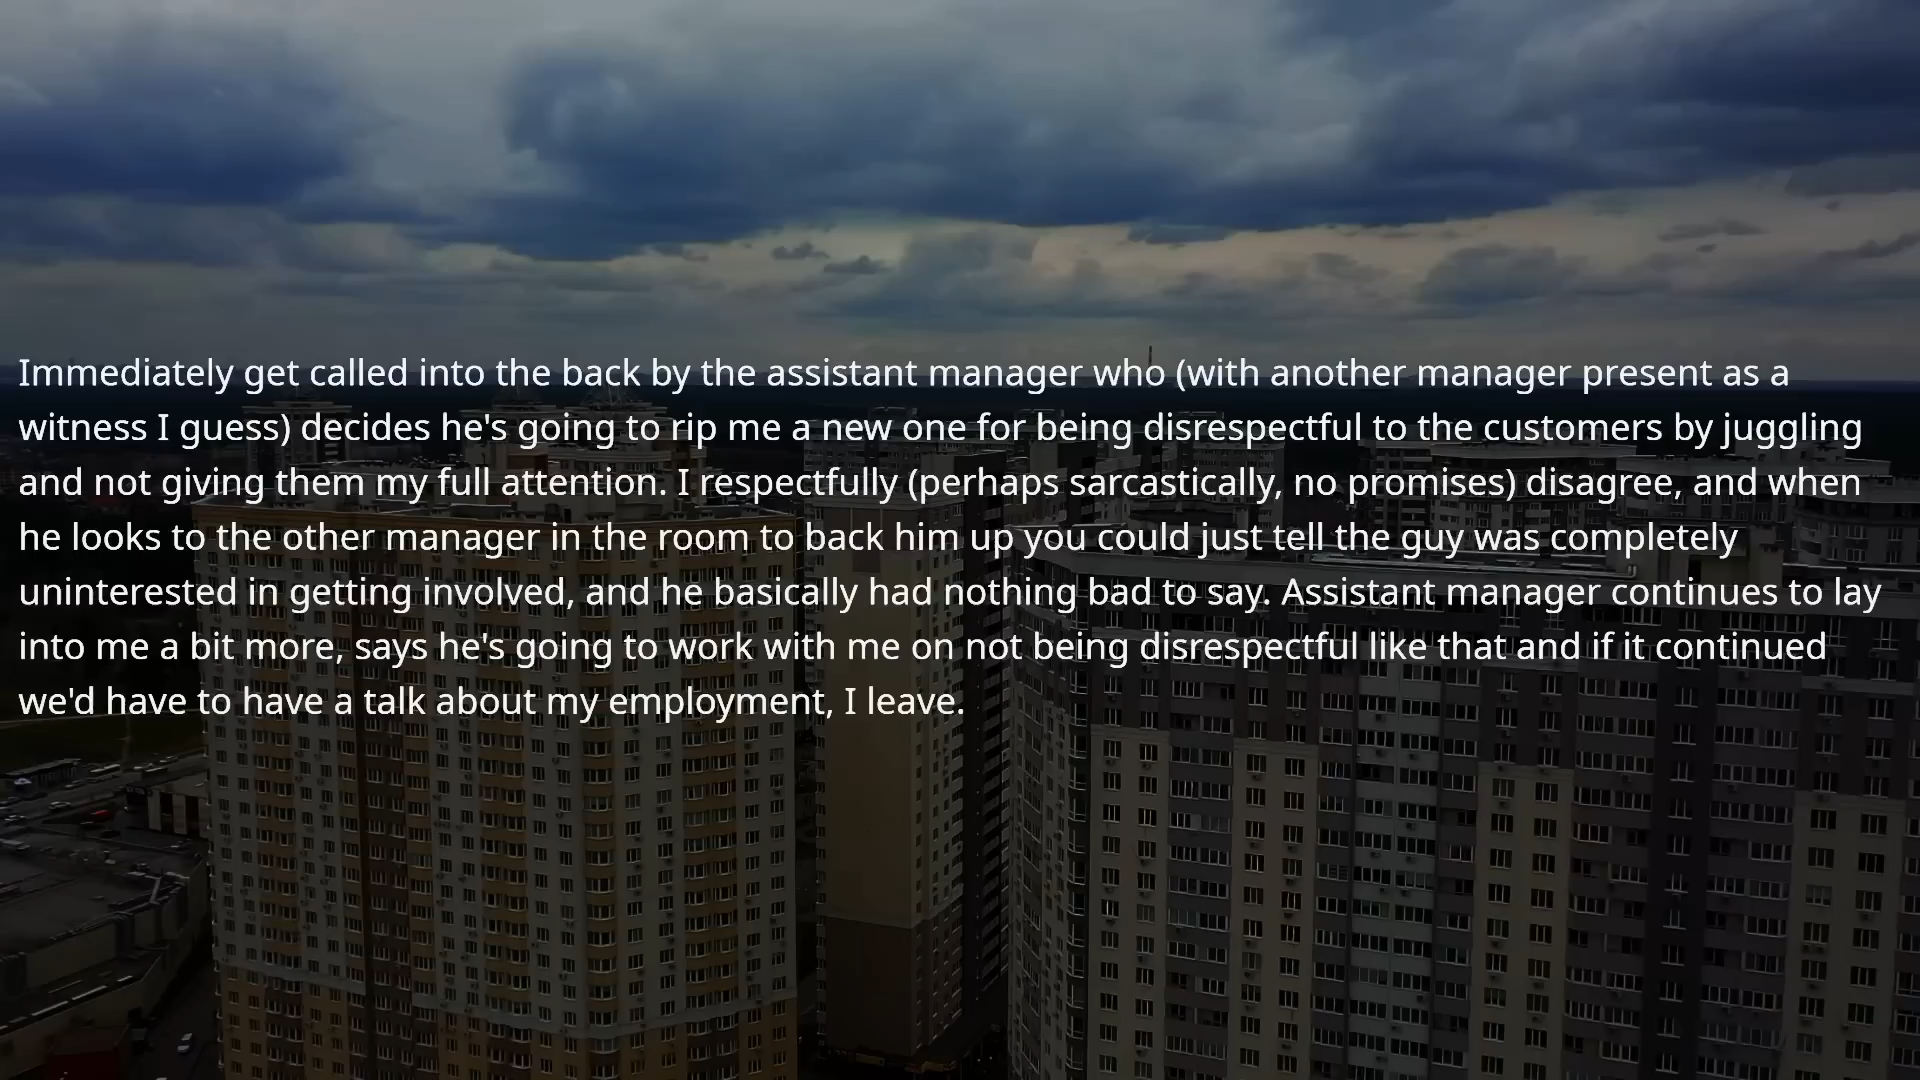 Immediately get called into the back by the assistant manager who (with another manager present as a
witness I guess) decides he's going to rip me a new one for being disrespectful to the customers by juggling
and not giving them my full attention. I respectfully (perhaps sarcastically, no promises) disagree, and when
he looks to the other manager in the room to back him up you could just tell the guy was completely
uninterested in getting involved, and he basically had nothing bad to say. Assistant manager continues to lay
into me a bit more, says he's going to work with me on not being disrespectful like that and if it continued
we'd have to have a talk about my employment, I leave.